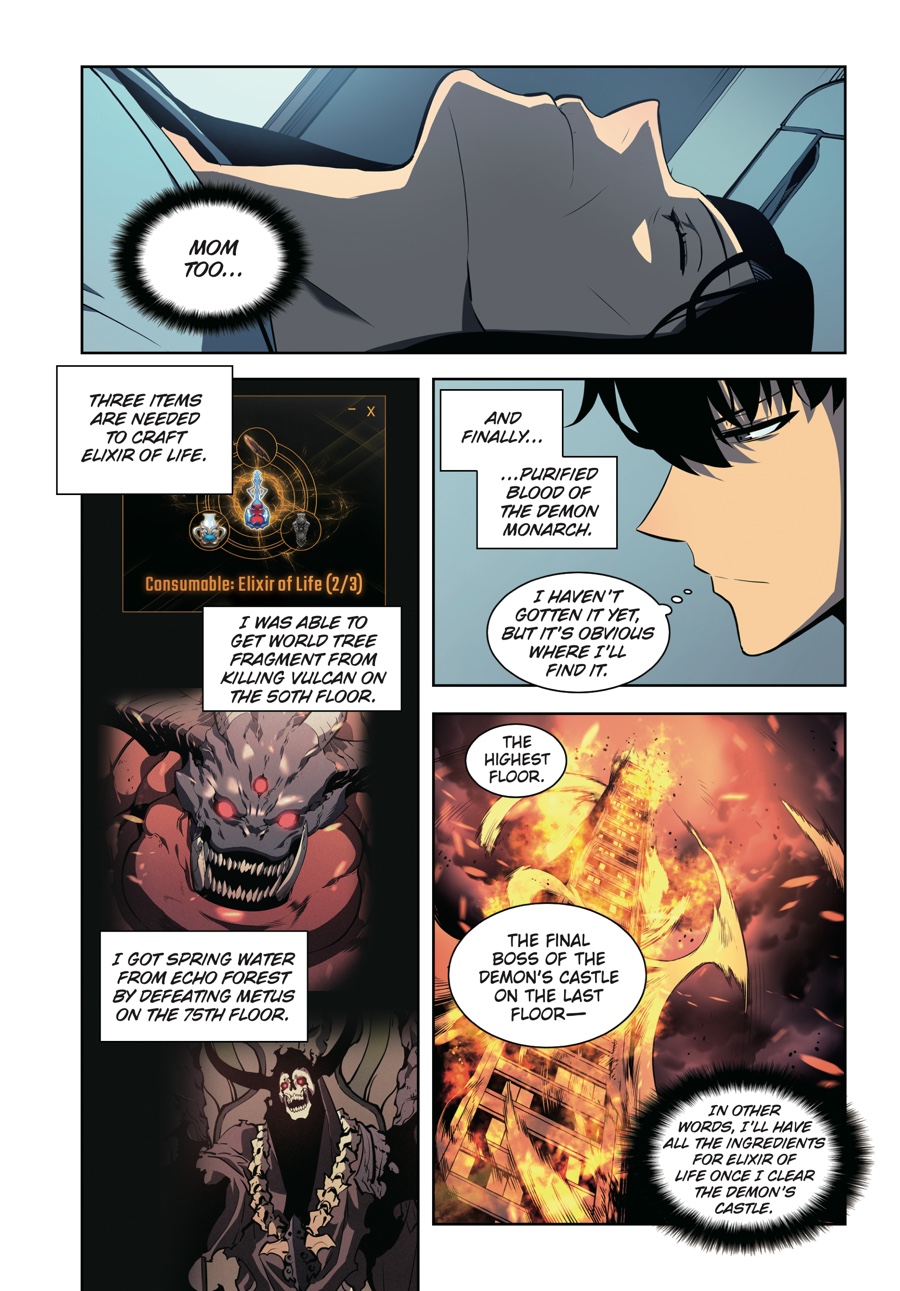 MOM
TOO...
THREE ITEMS
ARE NEEDED
TO CRAFT
ELIXIR OF LIFE.
– X
Consumable: Elixir of Life (2/3)
I WAS ABLE TO
GET WORLD TREE
FRAGMENT FROM
KILLING VULCAN ON
THE 50TH FLOOR.
I GOT SPRING WATER
FROM ECHO FOREST
BY DEFEATING METUS
ON THE 75TH FLOOR.
AND
FINALLY...
...PURIFIED
BLOOD OF
THE DEMON
MONARCH.
I HAVEN'T
GOTTEN IT YET,
BUT IT'S OBVIOUS
WHERE I'LL
FIND IT.
THE
HIGHEST
FLOOR.
THE FINAL
BOSS OF THE
DEMON'S CASTLE
ON THE LAST
FLOOR—
IN OTHER
WORDS, I'LL HAVE
ALL THE INGREDIENTS
FOR ELIXIR OF
LIFE ONCE I CLEAR
THE DEMON'S
CASTLE.